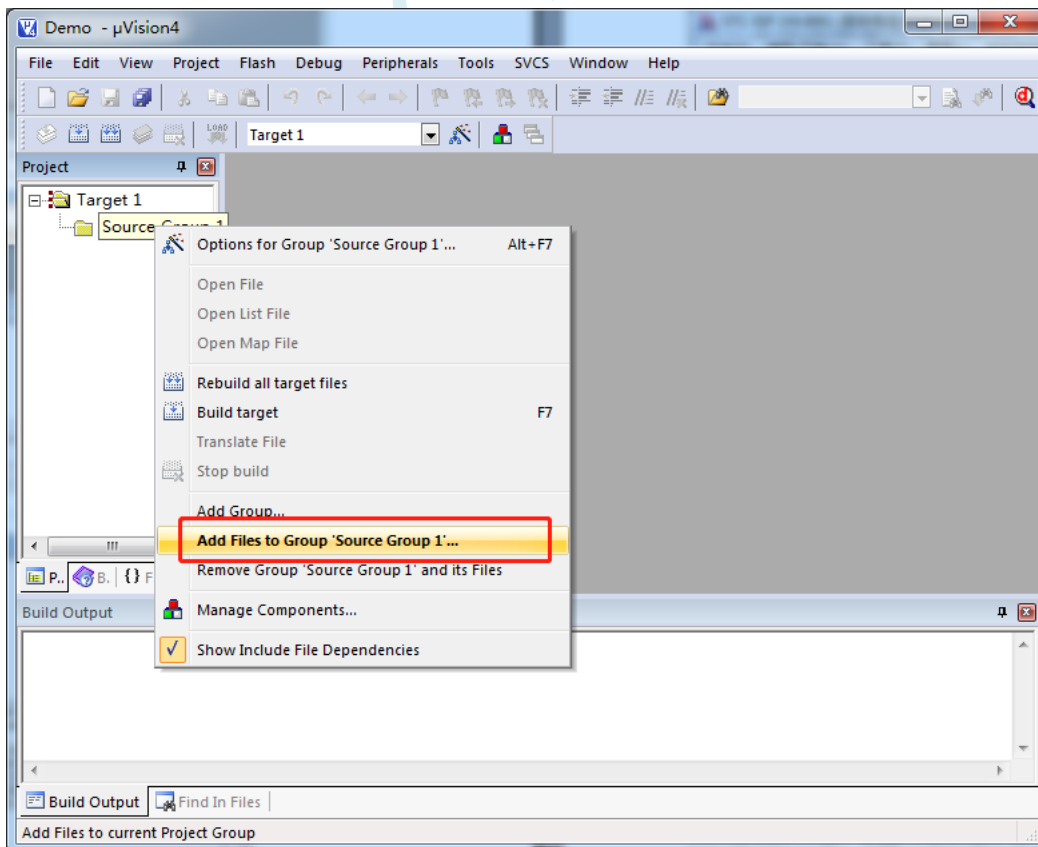 Demo - µVision4
File Edit View Project Flash Debug Peripherals Tools SVCS Window Help
LOAD Target 1
Project
Target 1
Source Group 1
Options for Group 'Source Group 1'... Alt+F7
Open File
Open List File
Open Map File
Rebuild all target files
Build target F7
Translate File
Stop build
Add Group...
Add Files to Group 'Source Group 1'...
Remove Group 'Source Group 1' and its Files
P.. B. {} F
Manage Components...
Build Output
Show Include File Dependencies
Build Output Find In Files
Add Files to current Project Group